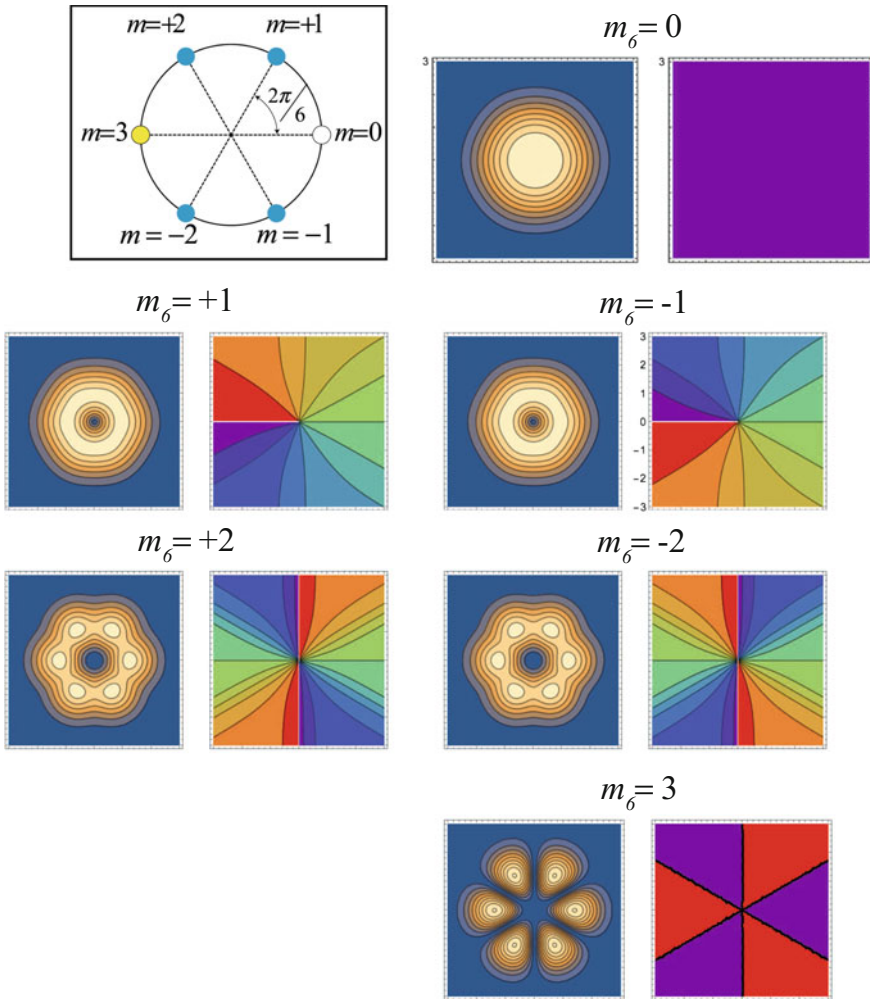 m=+2 m=+1
m=3 2π/6 m=0
m = −2 m = −1
m₆= 0
3 3
m₆= +1
m₆= -1
3
2
1
0
−1
−2
−3
m₆= +2
m₆= -2
m₆= 3